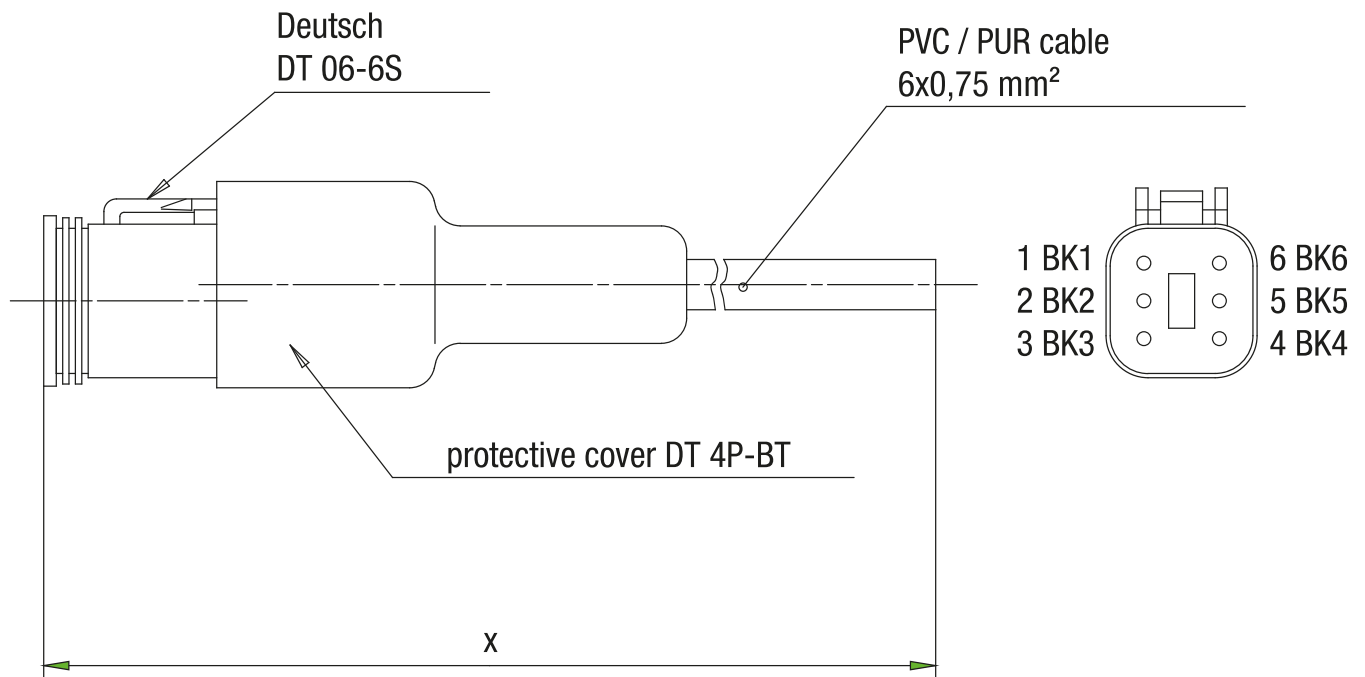 Deutsch
DT 06-6S
PVC / PUR cable
6x0,75 mm²
1 BK1
6 BK6
2 BK2
5 BK5
3 BK3
4 BK4
protective cover DT 4P-BT
x